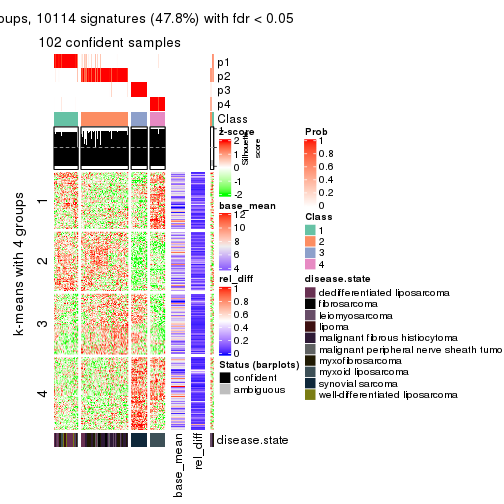 oups, 10114 signatures (47.8%) with fdr < 0.05
102 confident samples
p1
p2
p3
p4
Class
Silhouette
score
k-means with 4 groups
1
2
3
4
base_mean
rel_diff
disease.state
z-score
2
1
0
-1
-2
base_mean
12
10
8
6
4
rel_diff
1
0.8
0.6
0.4
0.2
0
Status (barplots)
confident
ambiguous
Prob
1
0.8
0.6
0.4
0.2
0
Class
1
2
3
4
disease.state
dedifferentiated liposarcoma
fibrosarcoma
leiomyosarcoma
lipoma
malignant fibrous histiocytoma
malignant peripheral nerve sheath tumo
myxofibrosarcoma
myxoid liposarcoma
synovial sarcoma
well-differentiated liposarcoma